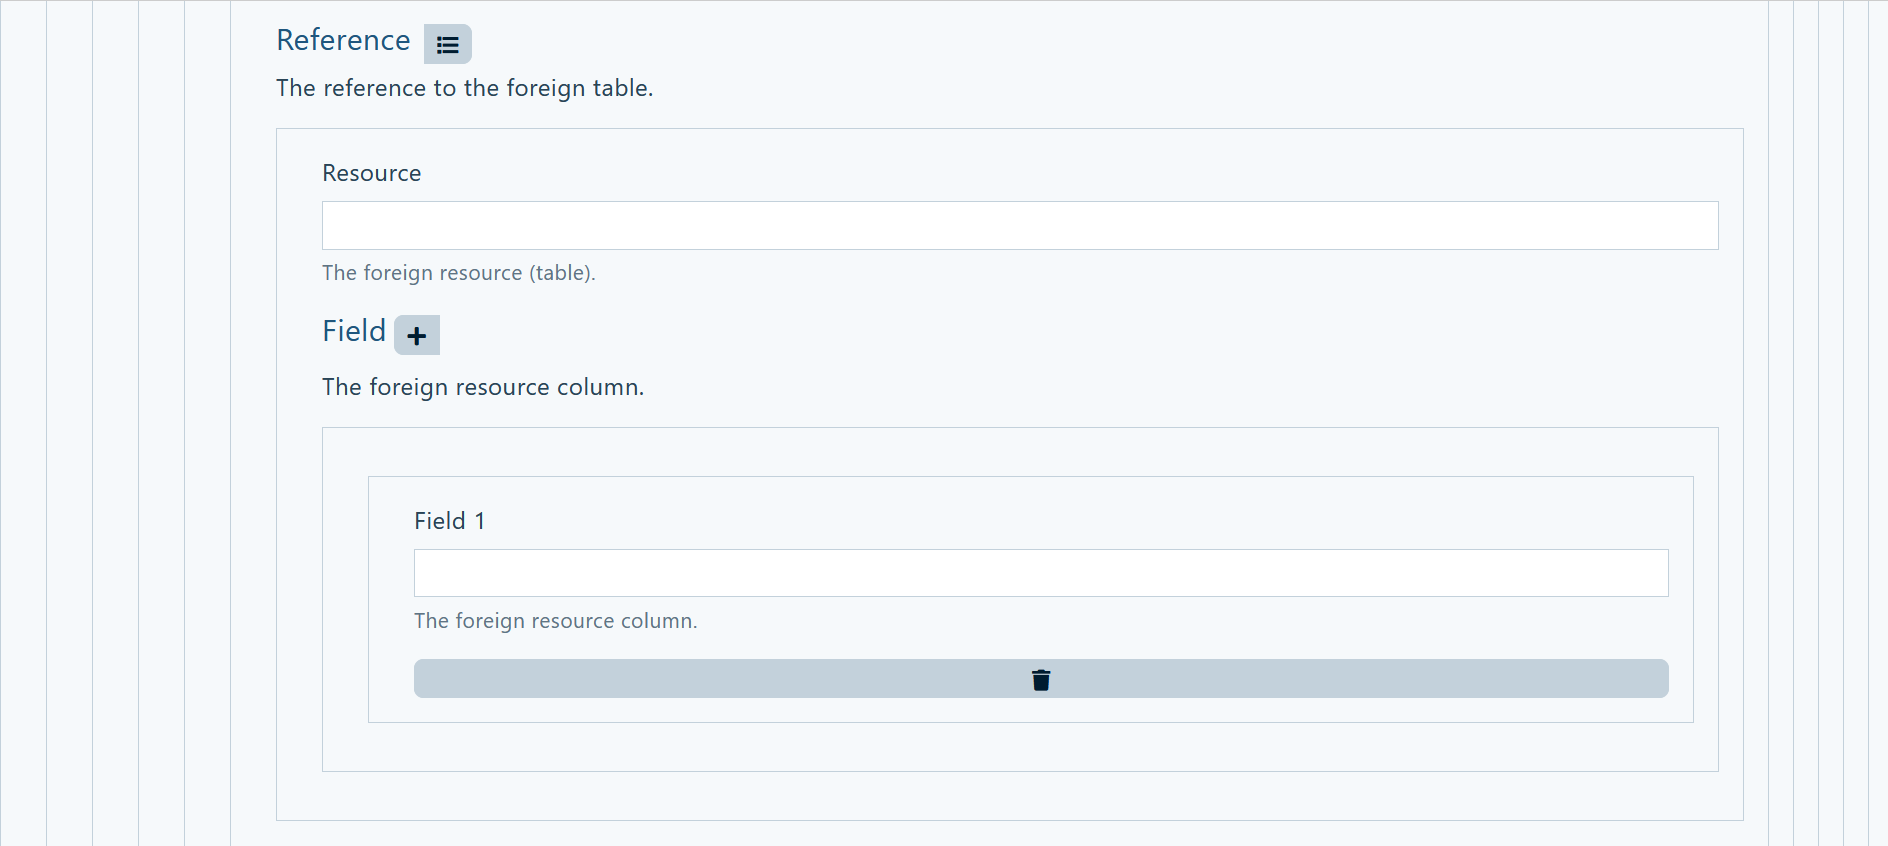 Reference
The reference to the foreign table.
Resource
The foreign resource (table).
Field
The foreign resource column.
Field 1
The foreign resource column.